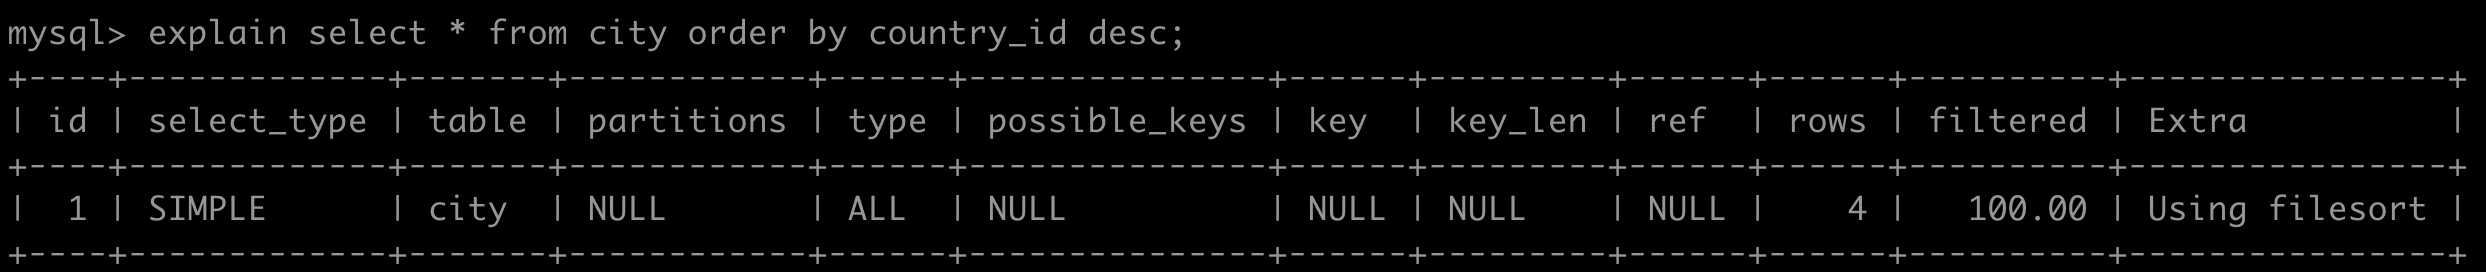 mysql> explain select * from city order by country_id desc;
+----+-------------+-------+------------+------+---------------+------+---------+------+------+----------+----------------+
| id | select_type | table | partitions | type | possible_keys | key  | key_len | ref  | rows | filtered | Extra          |
+----+-------------+-------+------------+------+---------------+------+---------+------+------+----------+----------------+
|  1 | SIMPLE      | city  | NULL       | ALL  | NULL          | NULL | NULL    | NULL |    4 |   100.00 | Using filesort |
+----+-------------+-------+------------+------+---------------+------+---------+------+------+----------+----------------+